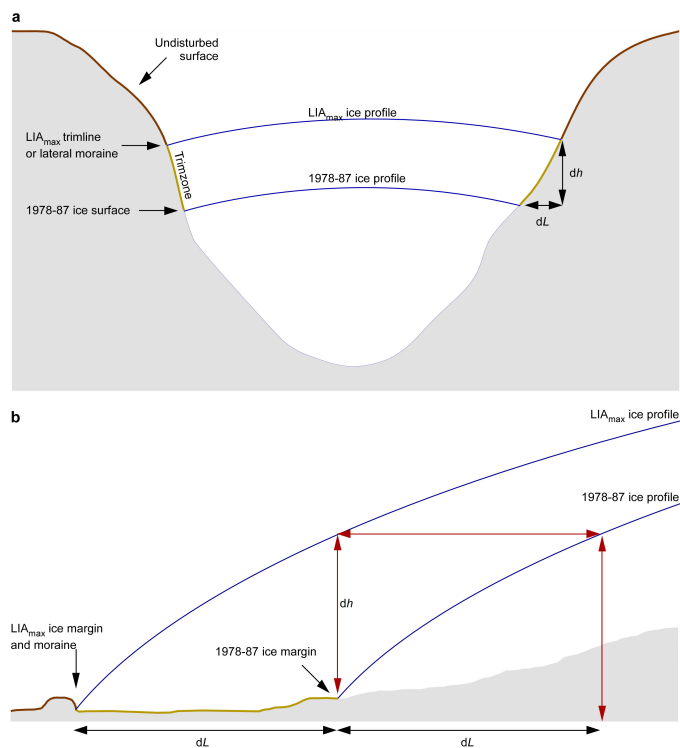 a
Undisturbed
surface
LIAmax ice profile
LIAmax trimline
or lateral moraine
Trimzone
dh
1978-87 ice profile
1978-87 ice surface
dL
b
LIAmax ice profile
1978-87 ice profile
dh
LIAmax ice margin
and moraine
1978-87 ice margin
dL
dL